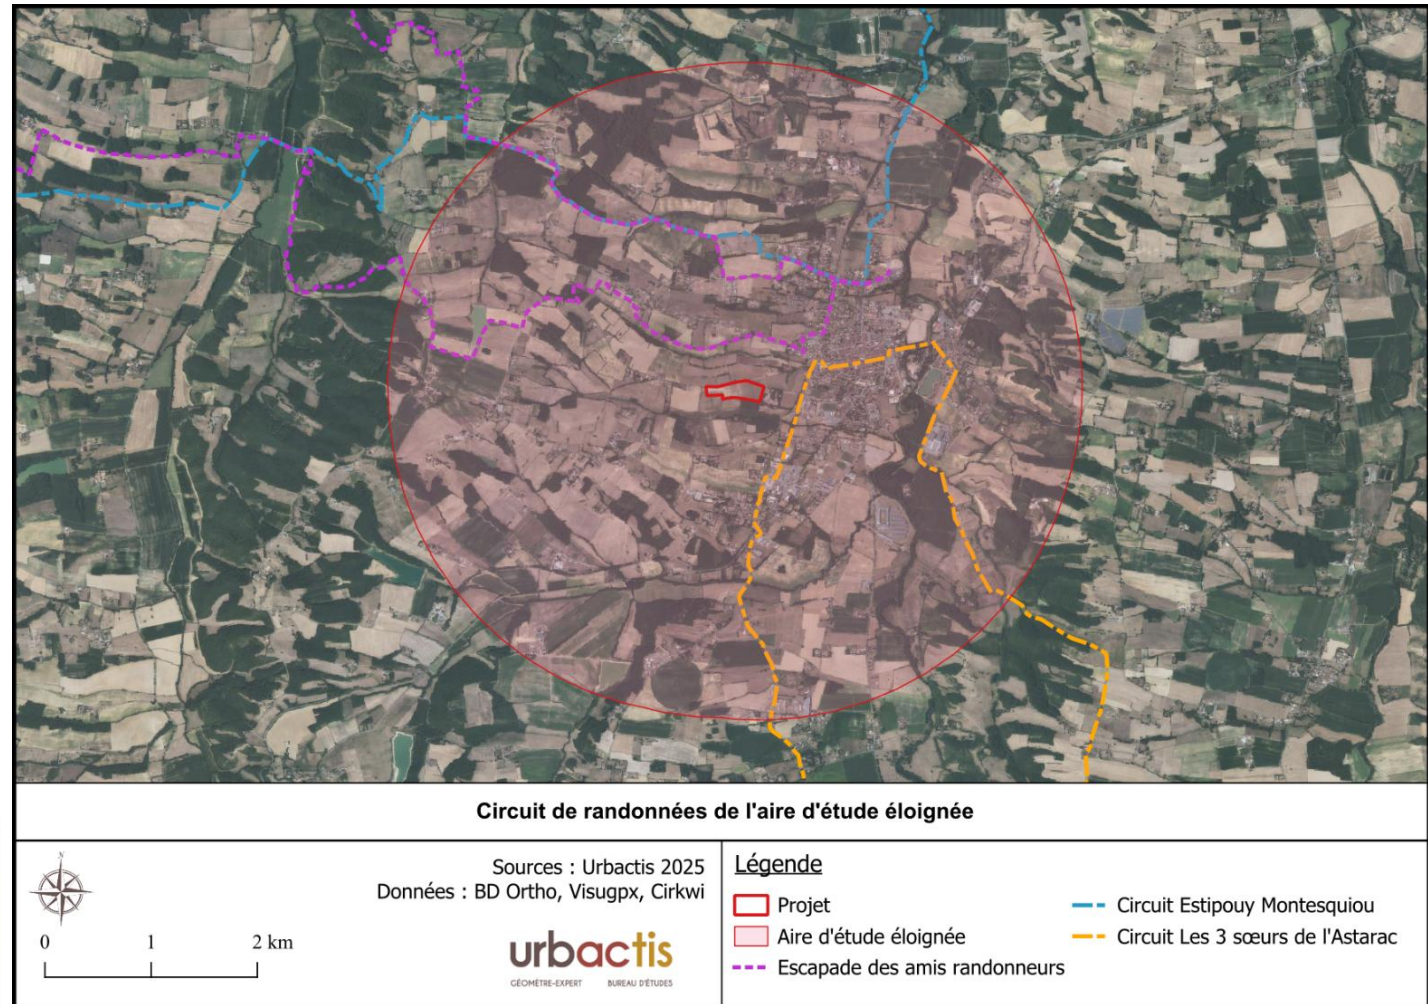 Circuit de randonnées de l'aire d'étude éloignée
N
Sources : Urbactis 2025
Données : BD Ortho, Visugpx, Cirkwi
0 1 2 km
urbactis
GÉOMÈTRE-EXPERT BUREAU D'ÉTUDES
Légende
Projet
Aire d'étude éloignée
Escapade des amis randonneurs
Circuit Estipouy Montesquiou
Circuit Les 3 sœurs de l'Astarac